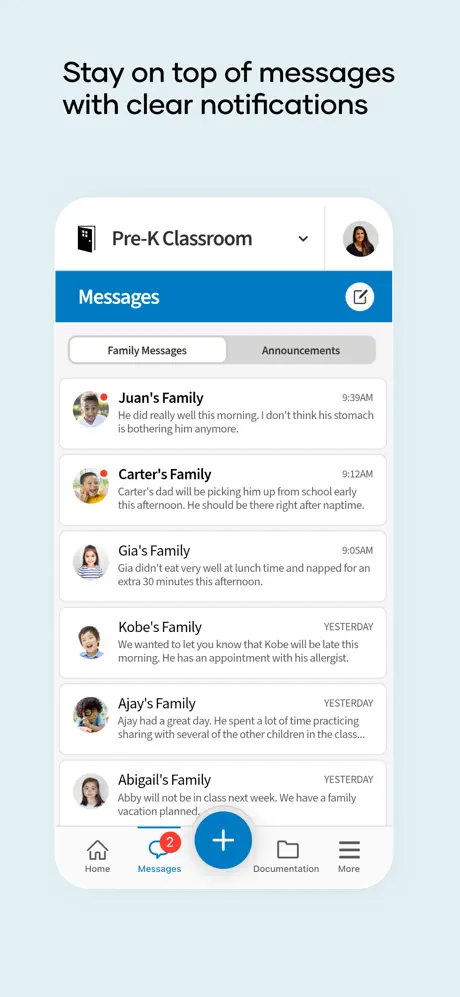 Stay on top of messages
with clear notifications
Pre-K Classroom
Messages
Family Messages
Announcements
Juan's Family
9:39AM
He did really well this morning. I don't think his stomach
is bothering him anymore.
Carter's Family
9:12AM
Carter's dad will be picking him up from school early
this afternoon. He should be there right after naptime.
Gia's Family
9:05AM
Gia didn't eat very well at lunch time and napped for an
extra 30 minutes this afternoon.
Kobe's Family
YESTERDAY
We wanted to let you know that Kobe will be late this
morning. He has an appointment with his allergist.
Ajay's Family
YESTERDAY
Ajay had a great day. He spent a lot of time practicing
sharing with several of the other children in the class...
Abigail's Family
YESTERDAY
Abby will not be in class next week. We have a family
vacation planned.
2
Home
Messages
Documentation
More